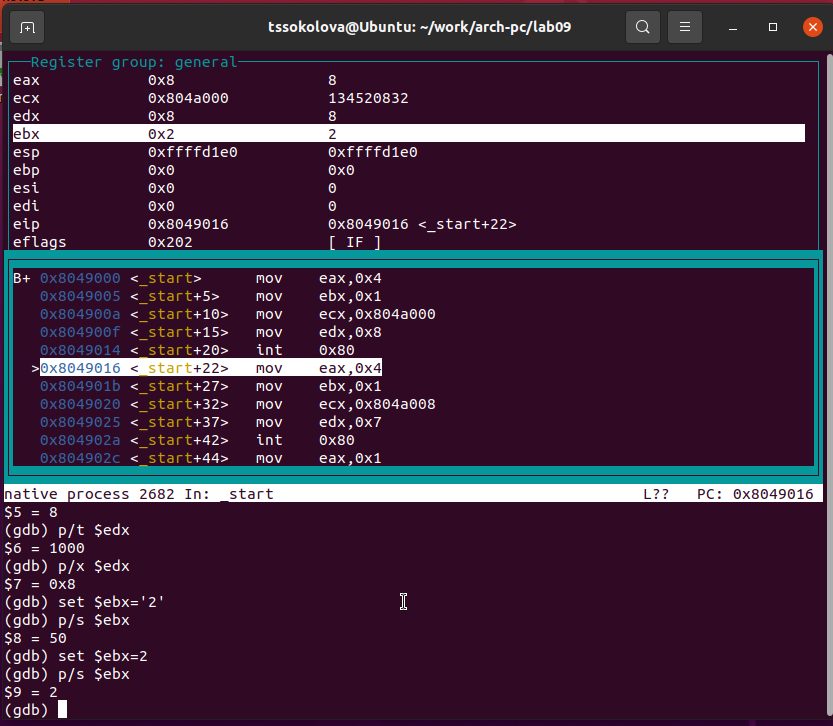 tssokolova@Ubuntu: ~/work/arch-pc/lab09
Register group: general
eax 0x8 8
ecx 0x804a000 134520832
edx 0x8 8
ebx 0x2 2
esp 0xffffd1e0 0xffffd1e0
ebp 0x0 0x0
esi 0x0 0
edi 0x0 0
eip 0x8049016 0x8049016 <_start+22>
eflags 0x202 [ IF ]
B+ 0x8049000 <_start> mov eax,0x4
0x8049005 <_start+5> mov ebx,0x1
0x804900a <_start+10> mov ecx,0x804a000
0x804900f <_start+15> mov edx,0x8
0x8049014 <_start+20> int 0x80
>0x8049016 <_start+22> mov eax,0x4
0x804901b <_start+27> mov ebx,0x1
0x8049020 <_start+32> mov ecx,0x804a008
0x8049025 <_start+37> mov edx,0x7
0x804902a <_start+42> int 0x80
0x804902c <_start+44> mov eax,0x1
native process 2682 In: _start L?? PC: 0x8049016
$5 = 8
(gdb) p/t $edx
$6 = 1000
(gdb) p/x $edx
$7 = 0x8
(gdb) set $ebx='2'
(gdb) p/s $ebx
$8 = 50
(gdb) set $ebx=2
(gdb) p/s $ebx
$9 = 2
(gdb)